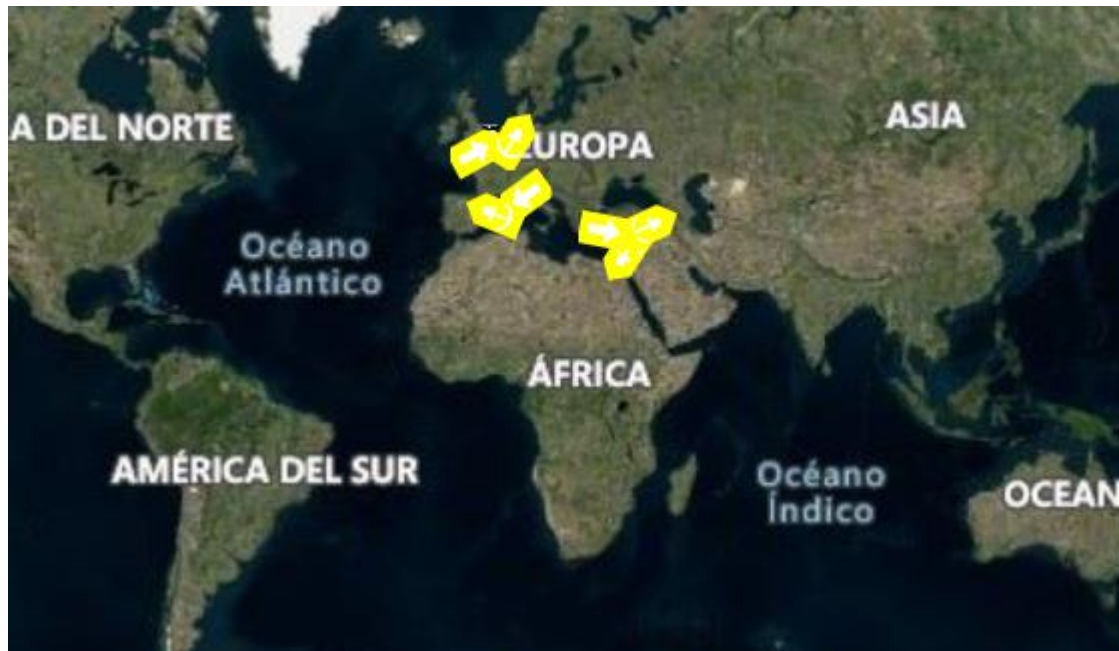 A DEL NORTE
EUROPA
ASIA
Océano
Atlántico
ÁFRICA
AMÉRICA DEL SUR
Océano
Índico
OCEAN